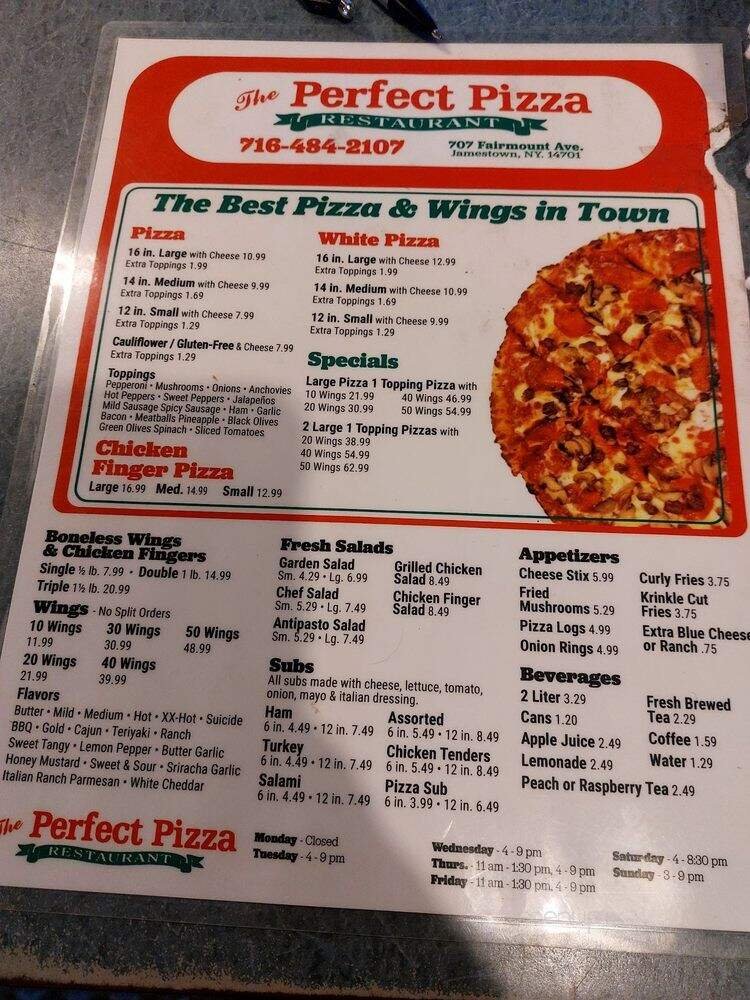 The Perfect Pizza
RESTAURANT
716-484-2107
707 Fairmount Ave.
Jamestown, NY. 14701
The Best Pizza & Wings in Town
Pizza
16 in. Large with Cheese 10.99
Extra Toppings 1.99
14 in. Medium with Cheese 9.99
Extra Toppings 1.69
12 in. Small with Cheese 7.99
Extra Toppings 1.29
Cauliflower / Gluten-Free & Cheese 7.99
Extra Toppings 1.29
Toppings
Pepperoni • Mushrooms • Onions • Anchovies
Hot Peppers • Sweet Peppers • Jalapeños
Mild Sausage Spicy Sausage • Ham • Garlic
Bacon • Meatballs Pineapple • Black Olives
Green Olives Spinach • Sliced Tomatoes
Chicken
Finger Pizza
Large 16.99 Med. 14.99 Small 12.99
White Pizza
16 in. Large with Cheese 12.99
Extra Toppings 1.99
14 in. Medium with Cheese 10.99
Extra Toppings 1.69
12 in. Small with Cheese 9.99
Extra Toppings 1.29
Specials
Large Pizza 1 Topping Pizza with
10 Wings 21.99 40 Wings 46.99
20 Wings 30.99 50 Wings 54.99
2 Large 1 Topping Pizzas with
20 Wings 38.99
40 Wings 54.99
50 Wings 62.99
Boneless Wings
& Chicken Fingers
Single ½ lb. 7.99 • Double 1 lb. 14.99
Triple 1½ lb. 20.99
Wings - No Split Orders
10 Wings 30 Wings 50 Wings
11.99 30.99 48.99
20 Wings 40 Wings
21.99 39.99
Flavors
Butter • Mild • Medium • Hot • XX-Hot • Suicide
BBQ • Gold • Cajun • Teriyaki • Ranch
Sweet Tangy • Lemon Pepper • Butter Garlic
Honey Mustard • Sweet & Sour • Sriracha Garlic
Italian Ranch Parmesan • White Cheddar
Fresh Salads
Garden Salad
Sm. 4.29 • Lg. 6.99
Chef Salad
Sm. 5.29 • Lg. 7.49
Antipasto Salad
Sm. 5.29 • Lg. 7.49
Grilled Chicken
Salad 8.49
Chicken Finger
Salad 8.49
Subs
All subs made with cheese, lettuce, tomato,
onion, mayo & italian dressing.
Ham
6 in. 4.49 • 12 in. 7.49
Turkey
6 in. 4.49 • 12 in. 7.49
Salami
6 in. 4.49 • 12 in. 7.49
Assorted
6 in. 5.49 • 12 in. 8.49
Chicken Tenders
6 in. 5.49 • 12 in. 8.49
Pizza Sub
6 in. 3.99 • 12 in. 6.49
Appetizers
Cheese Stix 5.99
Fried
Mushrooms 5.29
Pizza Logs 4.99
Onion Rings 4.99
Curly Fries 3.75
Krinkle Cut
Fries 3.75
Extra Blue Cheese
or Ranch .75
Beverages
2 Liter 3.29
Cans 1.20
Apple Juice 2.49
Lemonade 2.49
Peach or Raspberry Tea 2.49
Fresh Brewed
Tea 2.29
Coffee 1.59
Water 1.29
The Perfect Pizza
RESTAURANT
Monday - Closed
Tuesday - 4 - 9 pm
Wednesday - 4 - 9 pm
Thurs. - 11 am - 1:30 pm, 4 - 9 pm
Friday - 11 am - 1:30 pm. 4 - 9 pm
Saturday - 4 - 8:30 pm
Sunday - 3 - 9 pm